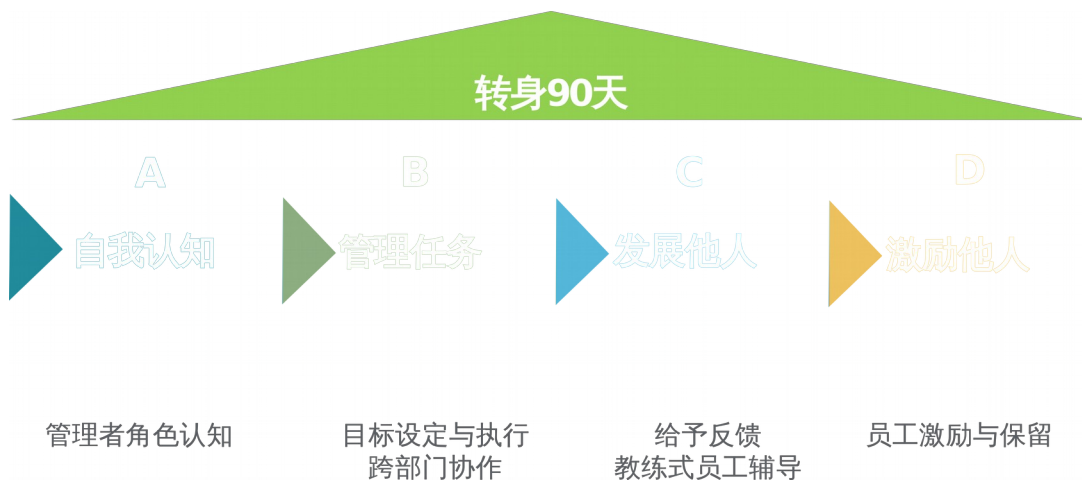 转身90天
A
B
C
D
自我认知
管理任务
发展他人
激励他人
管理者角色认知
目标设定与执行
跨部门协作
给予反馈
教练式员工辅导
员工激励与保留